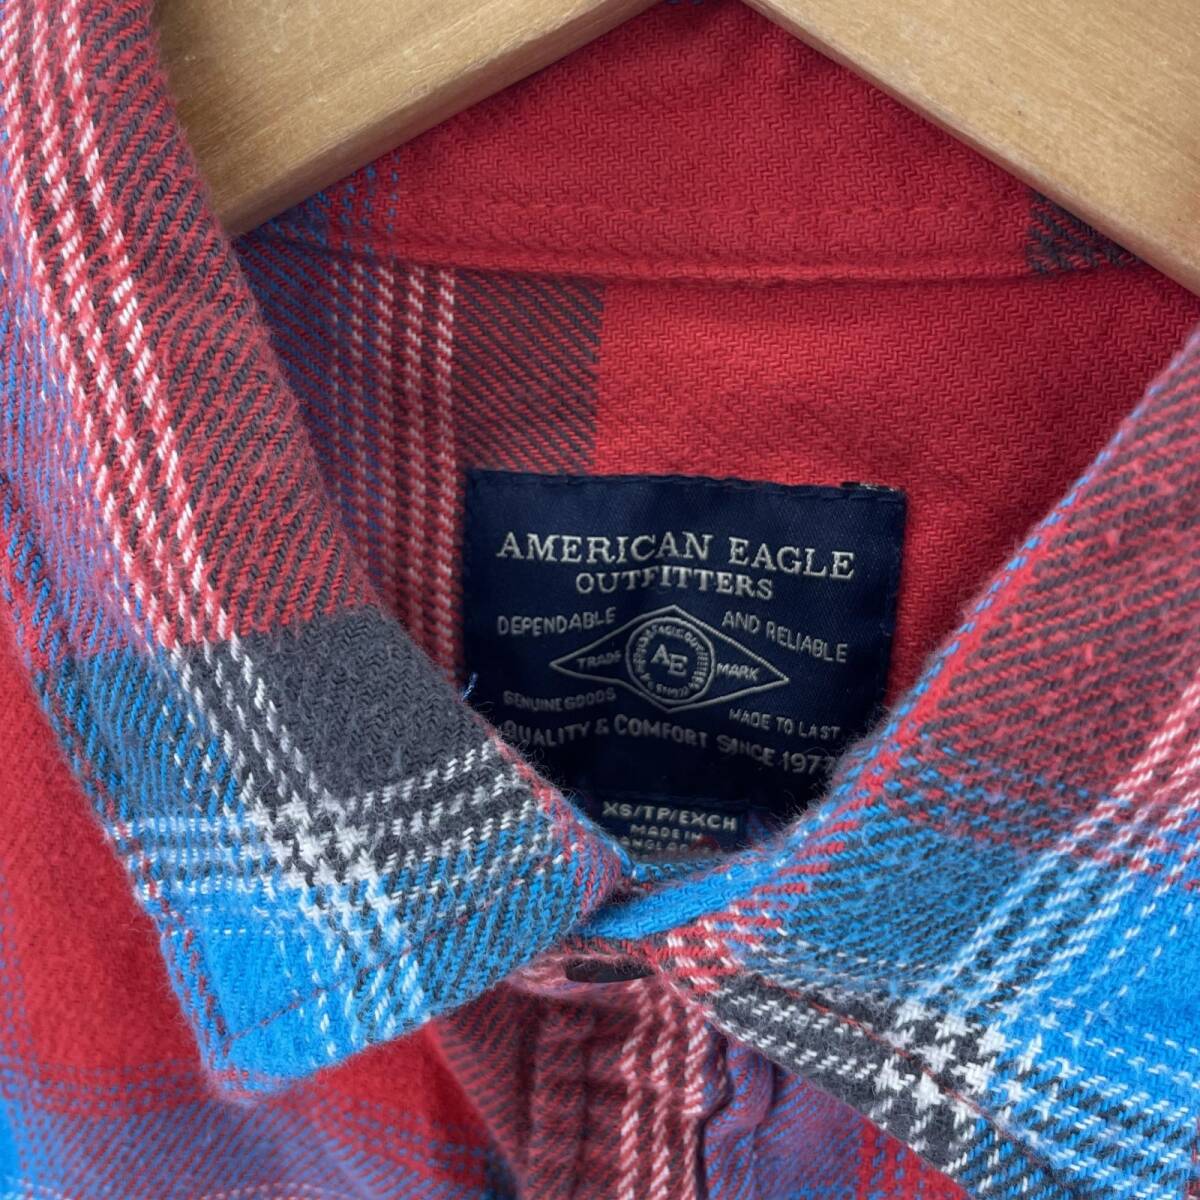 AMERICAN EAGLE
OUTFITTERS
DEPENDABLE AND RELIABLE
TRADE AE MARK
GENUINE GOODS MADE TO LAST
QUALITY & COMFORT SINCE 1977
XS/TP/EXCH
MADE IN